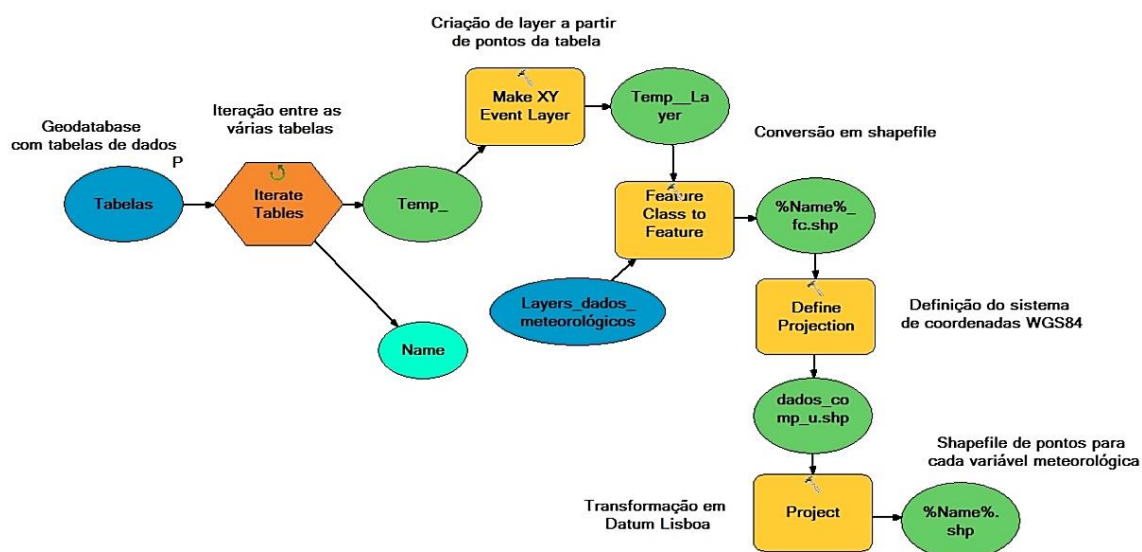 Criação de layer a partir
de pontos da tabela
Make XY
Event Layer
Temp__La
yer
Geodatabase
com tabelas de dados
P
Iteração entre as
várias tabelas
Conversão em shapefile
Tabelas
Iterate
Tables
Temp_
Feature
Class to
Feature
%Name%_
fc.shp
Layers_dados_
meteorológicos
Name
Define
Projection
Definição do sistema
de coordenadas WGS84
dados_co
mp_u.shp
Shapefile de pontos para
cada variável meteorológica
Transformação em
Datum Lisboa
Project
%Name%.
shp